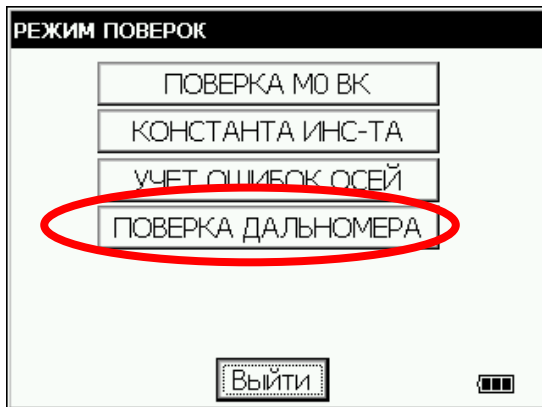 РЕЖИМ ПОВЕРОК
ПОВЕРКА М0 ВК
КОНСТАНТА ИНС-ТА
УЧЕТ ОШИБОК ОСЕЙ
ПОВЕРКА ДАЛЬНОМЕРА
Выйти